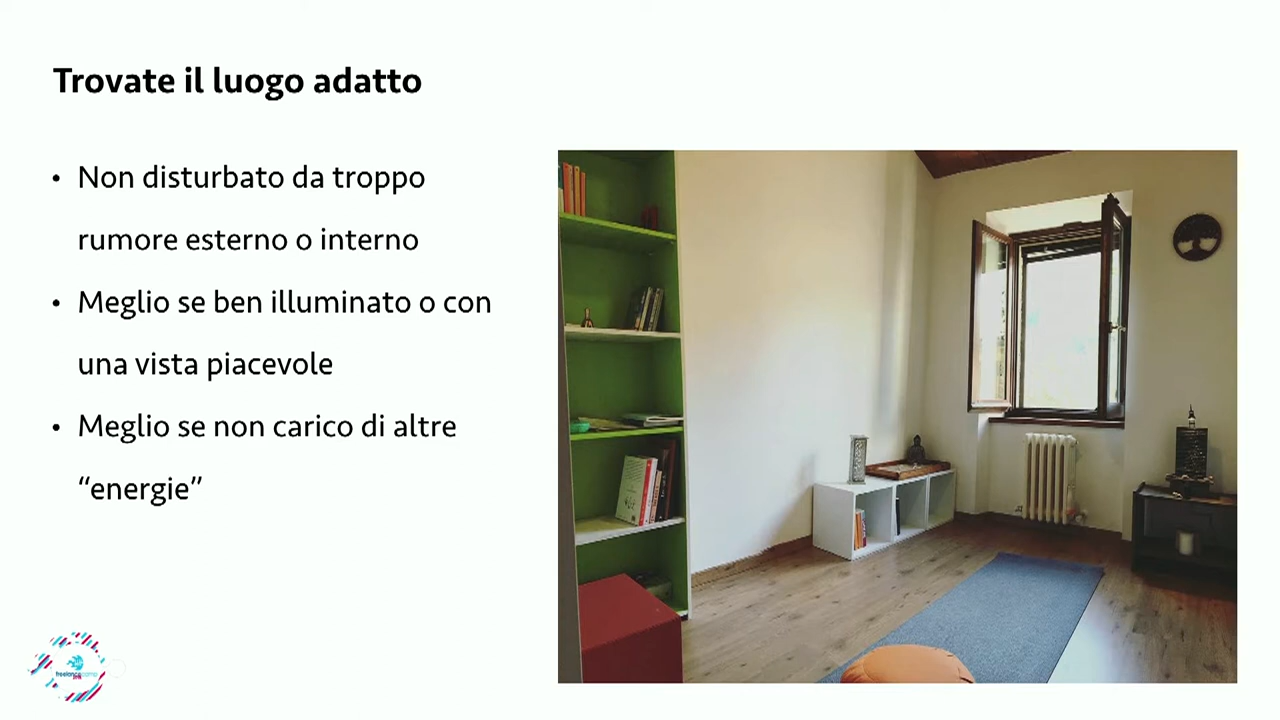 Trovate il luogo adatto
• Non disturbato da troppo
rumore esterno o interno
• Meglio se ben illuminato o con
una vista piacevole
• Meglio se non carico di altre
“energie”
freelancecamp